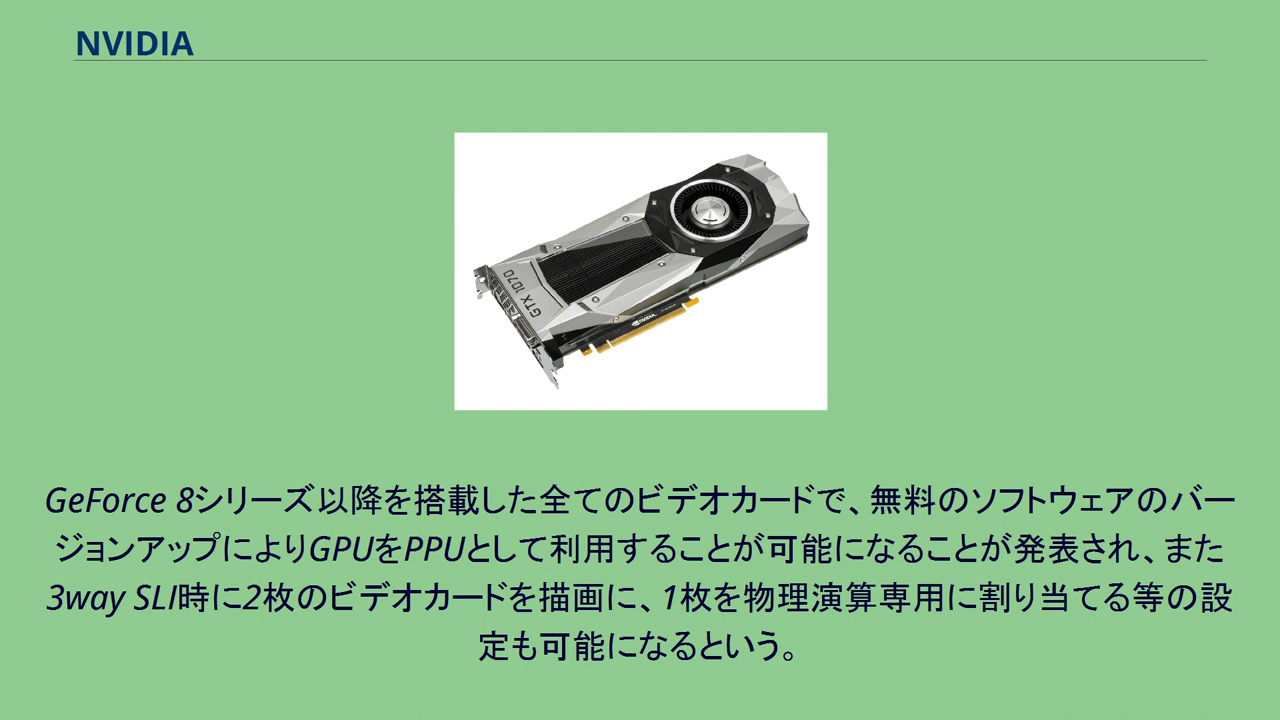 NVIDIA
GTX 1070
NVIDIA
GeForce 8シリーズ以降を搭載した全てのビデオカードで、無料のソフトウェアのバー
ジョンアップによりGPUをPPUとして利用することが可能になることが発表され、また
3way SLI時に2枚のビデオカードを描画に、1枚を物理演算専用に割り当てる等の設
定も可能になるという。